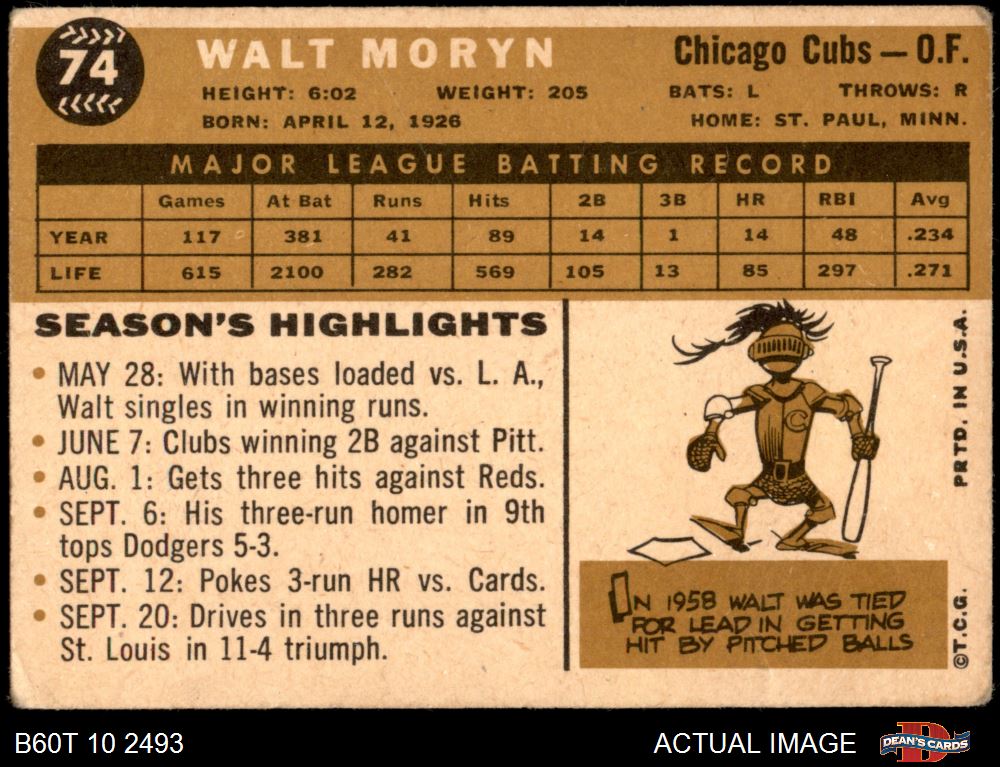 74
WALT MORYN
Chicago Cubs — O.F.
HEIGHT: 6:02 WEIGHT: 205 BATS: L THROWS: R
BORN: APRIL 12, 1926 HOME: ST. PAUL, MINN.
MAJOR LEAGUE BATTING RECORD
Games At Bat Runs Hits 2B 3B HR RBI Avg
YEAR 117 381 41 89 14 1 14 48 .234
LIFE 615 2100 282 569 105 13 85 297 .271
SEASON'S HIGHLIGHTS
• MAY 28: With bases loaded vs. L. A.,
Walt singles in winning runs.
• JUNE 7: Clubs winning 2B against Pitt.
• AUG. 1: Gets three hits against Reds.
• SEPT. 6: His three-run homer in 9th
tops Dodgers 5-3.
• SEPT. 12: Pokes 3-run HR vs. Cards.
• SEPT. 20: Drives in three runs against
St. Louis in 11-4 triumph.
C
IN 1958 WALT WAS TIED
FOR LEAD IN GETTING
HIT BY PITCHED BALLS
PRTD. IN U.S.A.
©T.C.G.
B60T 10 2493
ACTUAL IMAGE
D
DEAN'S CARDS